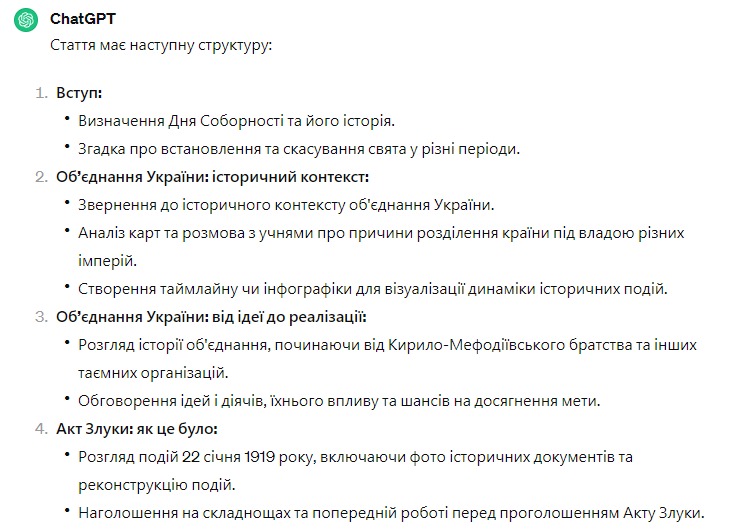 ChatGPT
Стаття має наступну структуру:
1. Вступ:
• Визначення Дня Соборності та його історія.
• Згадка про встановлення та скасування свята у різні періоди.
2. Об’єднання України: історичний контекст:
• Звернення до історичного контексту об'єднання України.
• Аналіз карт та розмова з учнями про причини розділення країни під владою різних
імперій.
• Створення таймлайну чи інфографіки для візуалізації динаміки історичних подій.
3. Об’єднання України: від ідеї до реалізації:
• Розгляд історії об'єднання, починаючи від Кирило-Мефодіївського братства та інших
таємних організацій.
• Обговорення ідей і діячів, їхнього впливу та шансів на досягнення мети.
4. Акт Злуки: як це було:
• Розгляд подій 22 січня 1919 року, включаючи фото історичних документів та
реконструкцію подій.
• Наголошення на складнощах та попередній роботі перед проголошенням Акту Злуки.